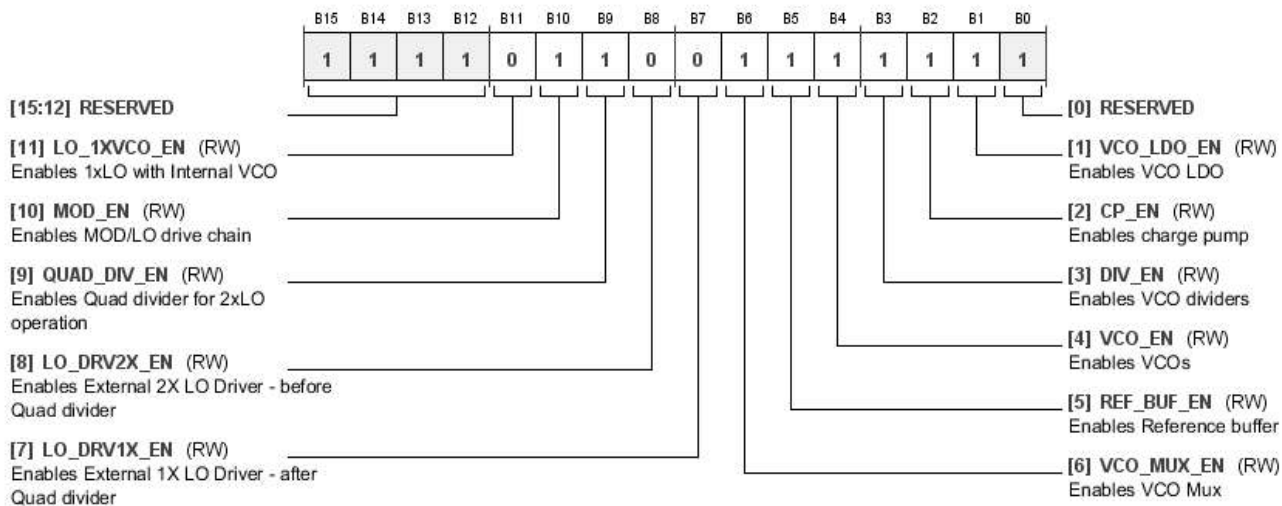 B15 B14 B13 B12 B11 B10 B9 B8 B7 B6 B5 B4 B3 B2 B1 B0
1 1 1 1 0 1 1 0 0 1 1 1 1 1 1 1
[15:12] RESERVED
[11] LO_1XVCO_EN (RW)
Enables 1xLO with Internal VCO
[10] MOD_EN (RW)
Enables MOD/LO drive chain
[9] QUAD_DIV_EN (RW)
Enables Quad divider for 2xLO
operation
[8] LO_DRV2X_EN (RW)
Enables External 2X LO Driver - before
Quad divider
[7] LO_DRV1X_EN (RW)
Enables External 1X LO Driver - after
Quad divider
[0] RESERVED
[1] VCO_LDO_EN (RW)
Enables VCO LDO
[2] CP_EN (RW)
Enables charge pump
[3] DIV_EN (RW)
Enables VCO dividers
[4] VCO_EN (RW)
Enables VCOs
[5] REF_BUF_EN (RW)
Enables Reference buffer
[6] VCO_MUX_EN (RW)
Enables VCO Mux